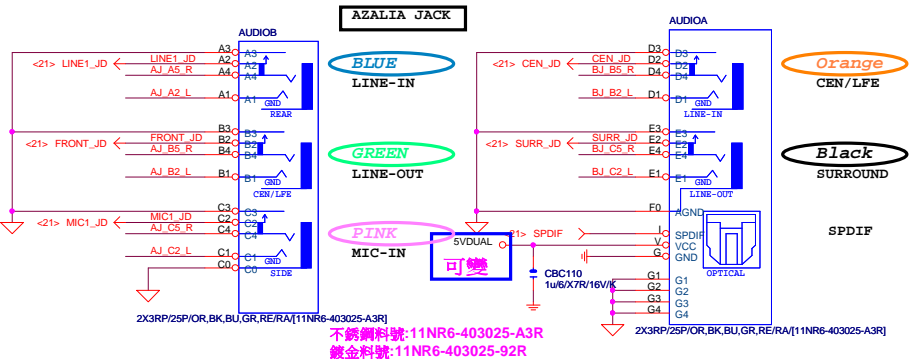 AZALIA JACK
AUDIOB
A3 A3
<21> LINE1_JD LINE1_JD A2 A2
AJ_A5_R A4 A4
AJ_A2_L A1 A1
GND
REAR
BLUE
LINE-IN
B3 B3
<21> FRONT_JD FRONT_JD B2 B2
AJ_B5_R B4 B4
AJ_B2_L B1 B1
GND
CEN/LFE
GREEN
LINE-OUT
C3 C3
<21> MIC1_JD MIC1_JD C2 C2
AJ_C5_R C4 C4
AJ_C2_L C1 C1
GND
C0 C0
SIDE
PINK
MIC-IN
2X3RP/25P/OR,BK,BU,GR,RE/RA/[11NR6-403025-A3R]
AUDIOA
D3 D3
<21> CEN_JD CEN_JD D2 D2
BJ_B5_R D4 D4
BJ_B2_L D1 D1
GND
LINE-IN
Orange
CEN/LFE
E3 E3
<21> SURR_JD SURR_JD E2 E2
BJ_C5_R E4 E4
BJ_C2_L E1 E1
GND
LINE-OUT
Black
SURROUND
F0 AGND
21> SPDIF I SPDIF
5VDUAL V VCC
可變
G GND
OPTICAL
SPDIF
CBC110
1u/6/X7R/16V/K
G1 G1
G2 G2
G3 G3
G4 G4
2X3RP/25P/OR,BK,BU,GR,RE/RA/[11NR6-403025-A3R]
不銹鋼料號:11NR6-403025-A3R
鍍金料號:11NR6-403025-92R